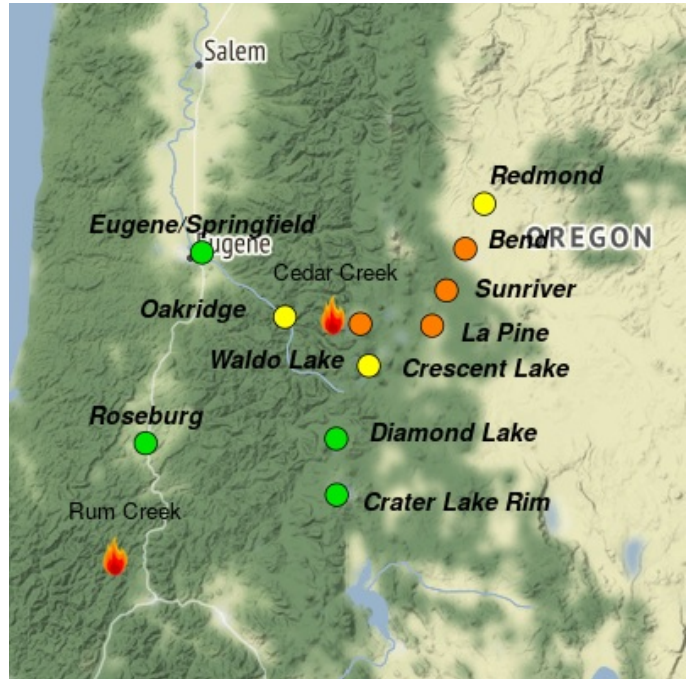 Salem
Redmond
Eugene/Springfield
Eugene
Bend
OREGON
Cedar Creek
Sunriver
Oakridge
La Pine
Waldo Lake
Crescent Lake
Roseburg
Diamond Lake
Crater Lake Rim
Rum Creek